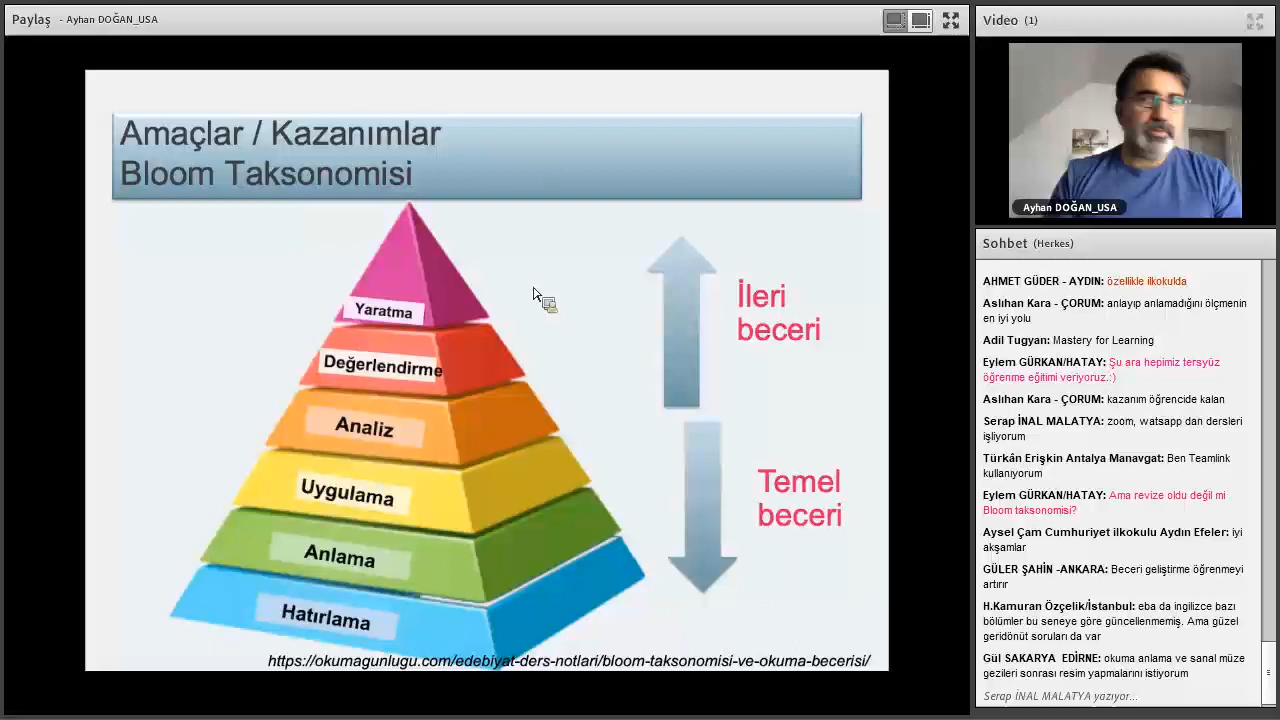 Paylaş - Ayhan DOĞAN_USA
Amaçlar / Kazanımlar
Bloom Taksonomisi
Yaratma
Değerlendirme
Analiz
Uygulama
Anlama
Hatırlama
İleri
beceri
Temel
beceri
https://okumagunlugu.com/edebiyat-ders-notlari/bloom-taksonomisi-ve-okuma-becerisi/
Video (1)
Ayhan DOĞAN_USA
Sohbet (Herkes)
AHMET GÜDER - AYDIN: özellikle ilkokulda
Aslıhan Kara - ÇORUM: anlayıp anlamadığını ölçmenin
en iyi yolu
Adil Tugyan: Mastery for Learning
Eylem GÜRKAN/HATAY: Şu ara hepimiz tersyüz
öğrenme eğitimi veriyoruz.:)
Aslıhan Kara - ÇORUM: kazanım öğrencide kalan
Serap İNAL MALATYA: zoom, watsapp dan dersleri
işliyorum
Türkân Erişkin Antalya Manavgat: Ben Teamlink
kullanıyorum
Eylem GÜRKAN/HATAY: Ama revize oldu değil mi
Bloom taksonomisi?
Aysel Çam Cumhuriyet ilkokulu Aydın Efeler: iyi
akşamlar
GÜLER ŞAHİN -ANKARA: Beceri geliştirme öğrenmeyi
artırır
H.Kamuran Özçelik/İstanbul: eba da ingilizce bazı
bölümler bu seneye göre güncellenmemiş. Ama güzel
geridönüt soruları da var
Gül SAKARYA EDİRNE: okuma anlama ve sanal müze
gezileri sonrası resim yapmalarını istiyorum
Serap İNAL MALATYA yazıyor...